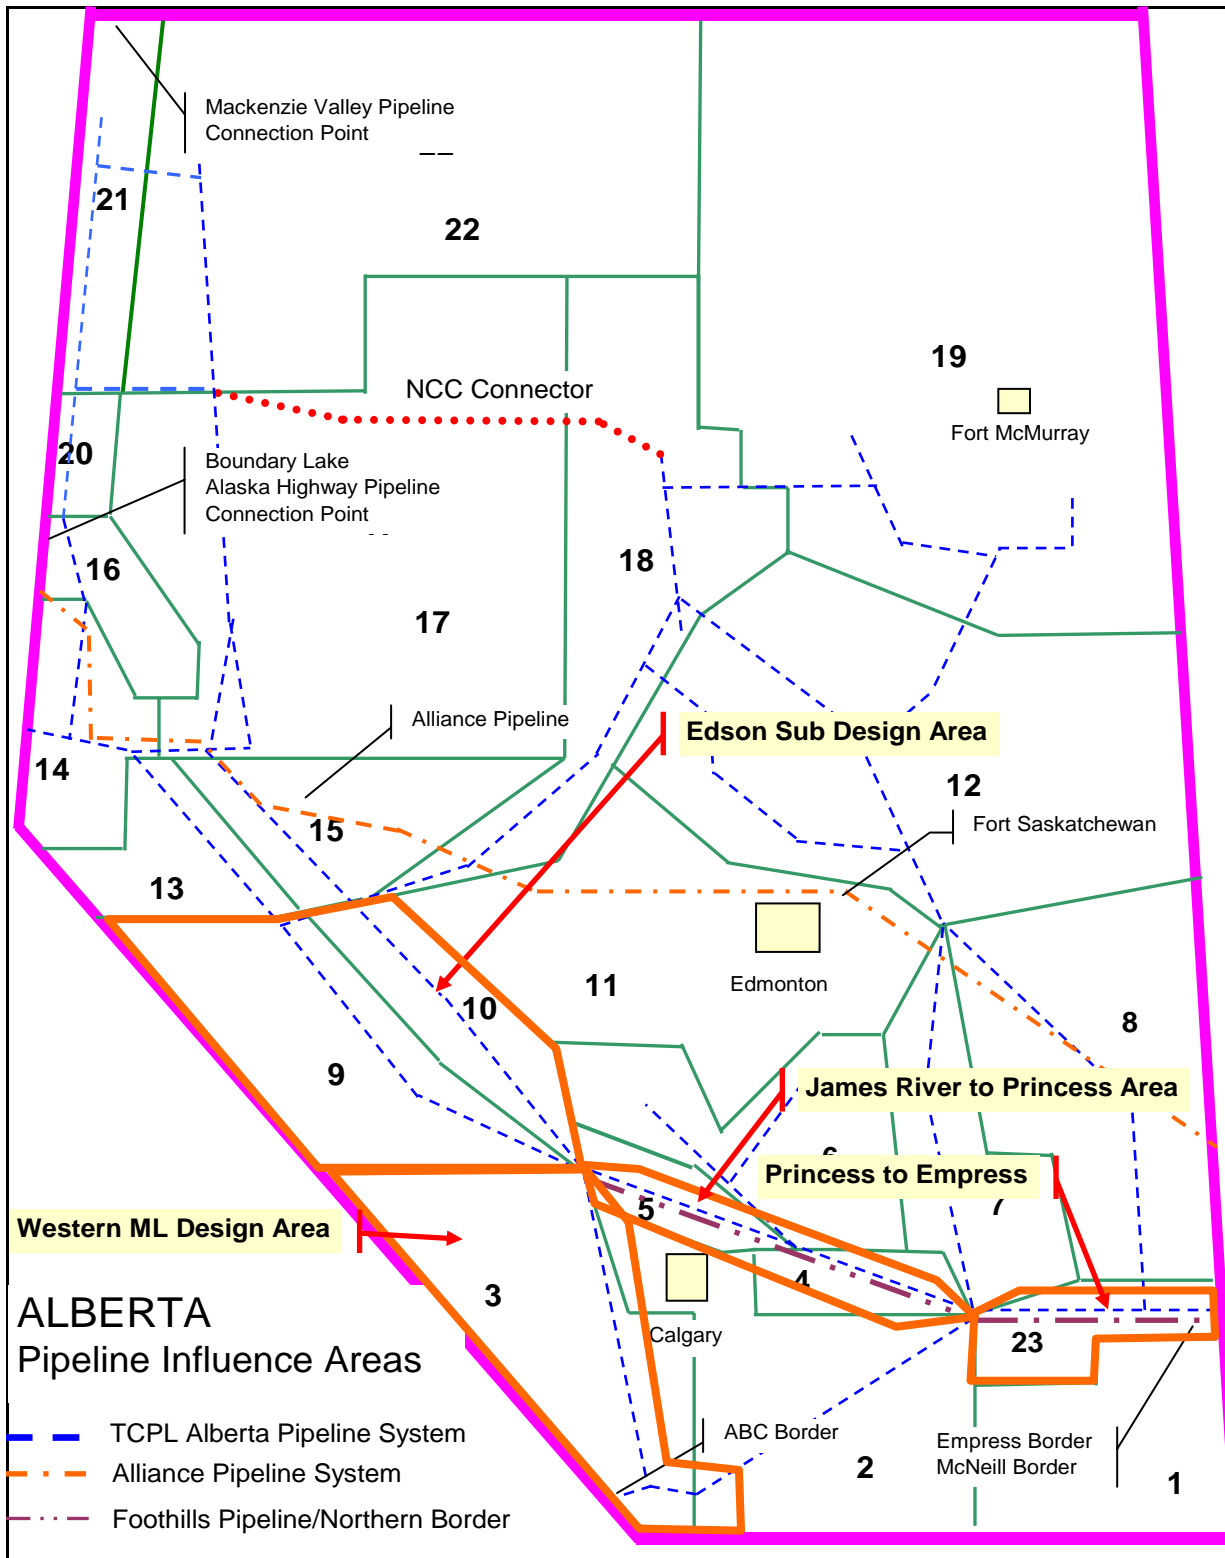 Mackenzie Valley Pipeline
Connection Point
21
22
19
NCC Connector
Fort McMurray
20
Boundary Lake
Alaska Highway Pipeline
Connection Point
16
18
17
Alliance Pipeline
Edson Sub Design Area
14
12
15
Fort Saskatchewan
13
11
Edmonton
10
8
9
James River to Princess Area
6
Princess to Empress
7
5
Western ML Design Area
3
4
ALBERTA
Pipeline Influence Areas
Calgary
23
TCPL Alberta Pipeline System
ABC Border
Empress Border
McNeill Border
2
1
Alliance Pipeline System
Foothills Pipeline/Northern Border